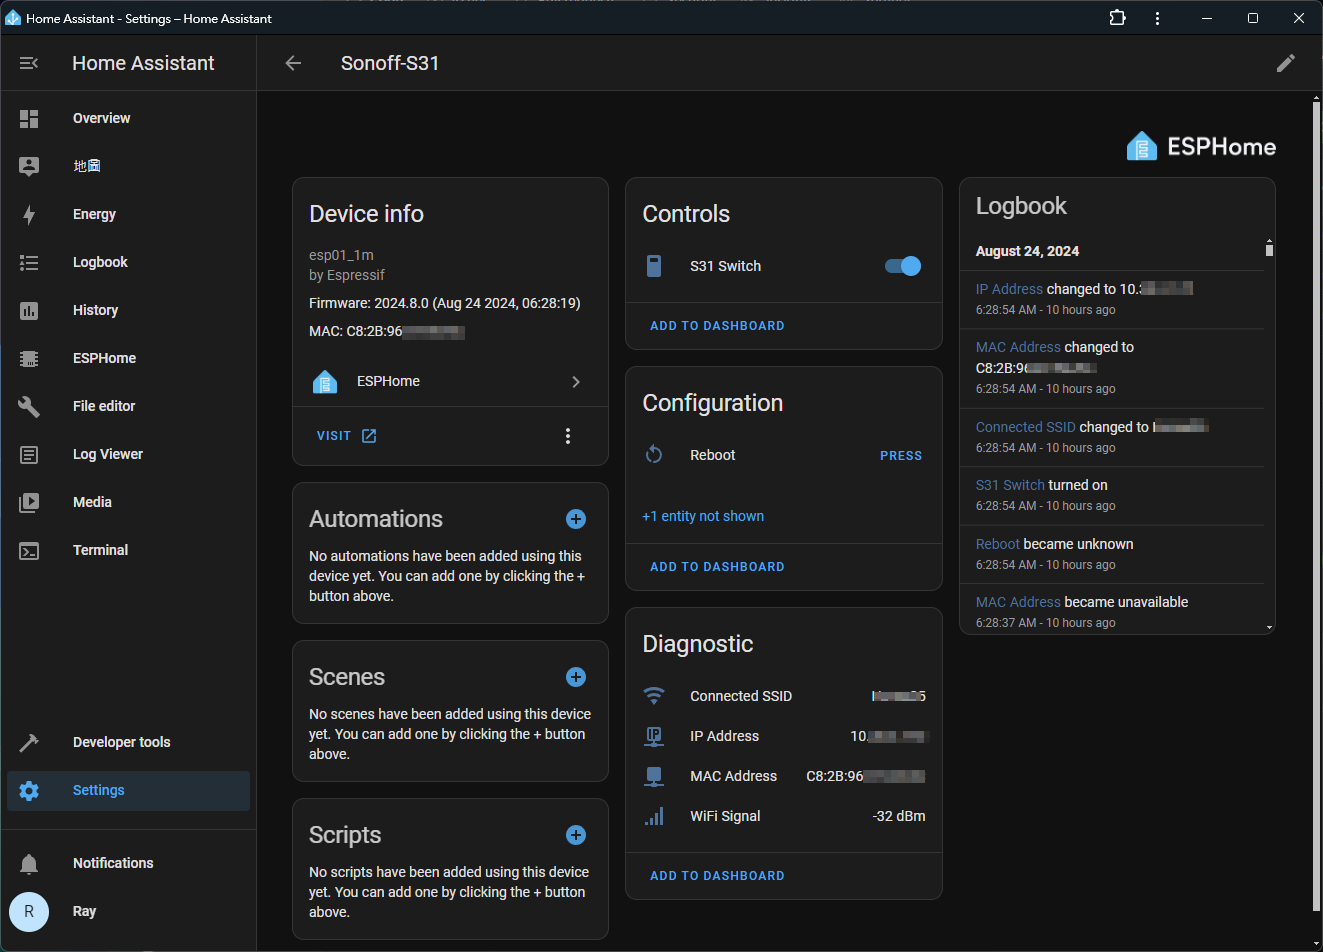 Home Assistant - Settings – Home Assistant
Home Assistant
Sonoff-S31
Overview
地圖
Energy
Logbook
History
ESPHome
File editor
Log Viewer
Media
Terminal
Developer tools
Settings
Notifications
R
Ray
ESPHome
Device info
esp01_1m
by Espressif
Firmware: 2024.8.0 (Aug 24 2024, 06:28:19)
MAC: C8:2B:96
ESPHome
VISIT
Automations
No automations have been added using this
device yet. You can add one by clicking the +
button above.
Scenes
No scenes have been added using this device
yet. You can add one by clicking the + button
above.
Scripts
No scripts have been added using this device
yet. You can add one by clicking the + button
above.
Controls
S31 Switch
ADD TO DASHBOARD
Configuration
Reboot PRESS
+1 entity not shown
ADD TO DASHBOARD
Diagnostic
Connected SSID
IP Address 10.
MAC Address C8:2B:96
WiFi Signal -32 dBm
ADD TO DASHBOARD
Logbook
August 24, 2024
IP Address changed to 10.
6:28:54 AM - 10 hours ago
MAC Address changed to
C8:2B:96
6:28:54 AM - 10 hours ago
Connected SSID changed to
6:28:54 AM - 10 hours ago
S31 Switch turned on
6:28:54 AM - 10 hours ago
Reboot became unknown
6:28:54 AM - 10 hours ago
MAC Address became unavailable
6:28:37 AM - 10 hours ago